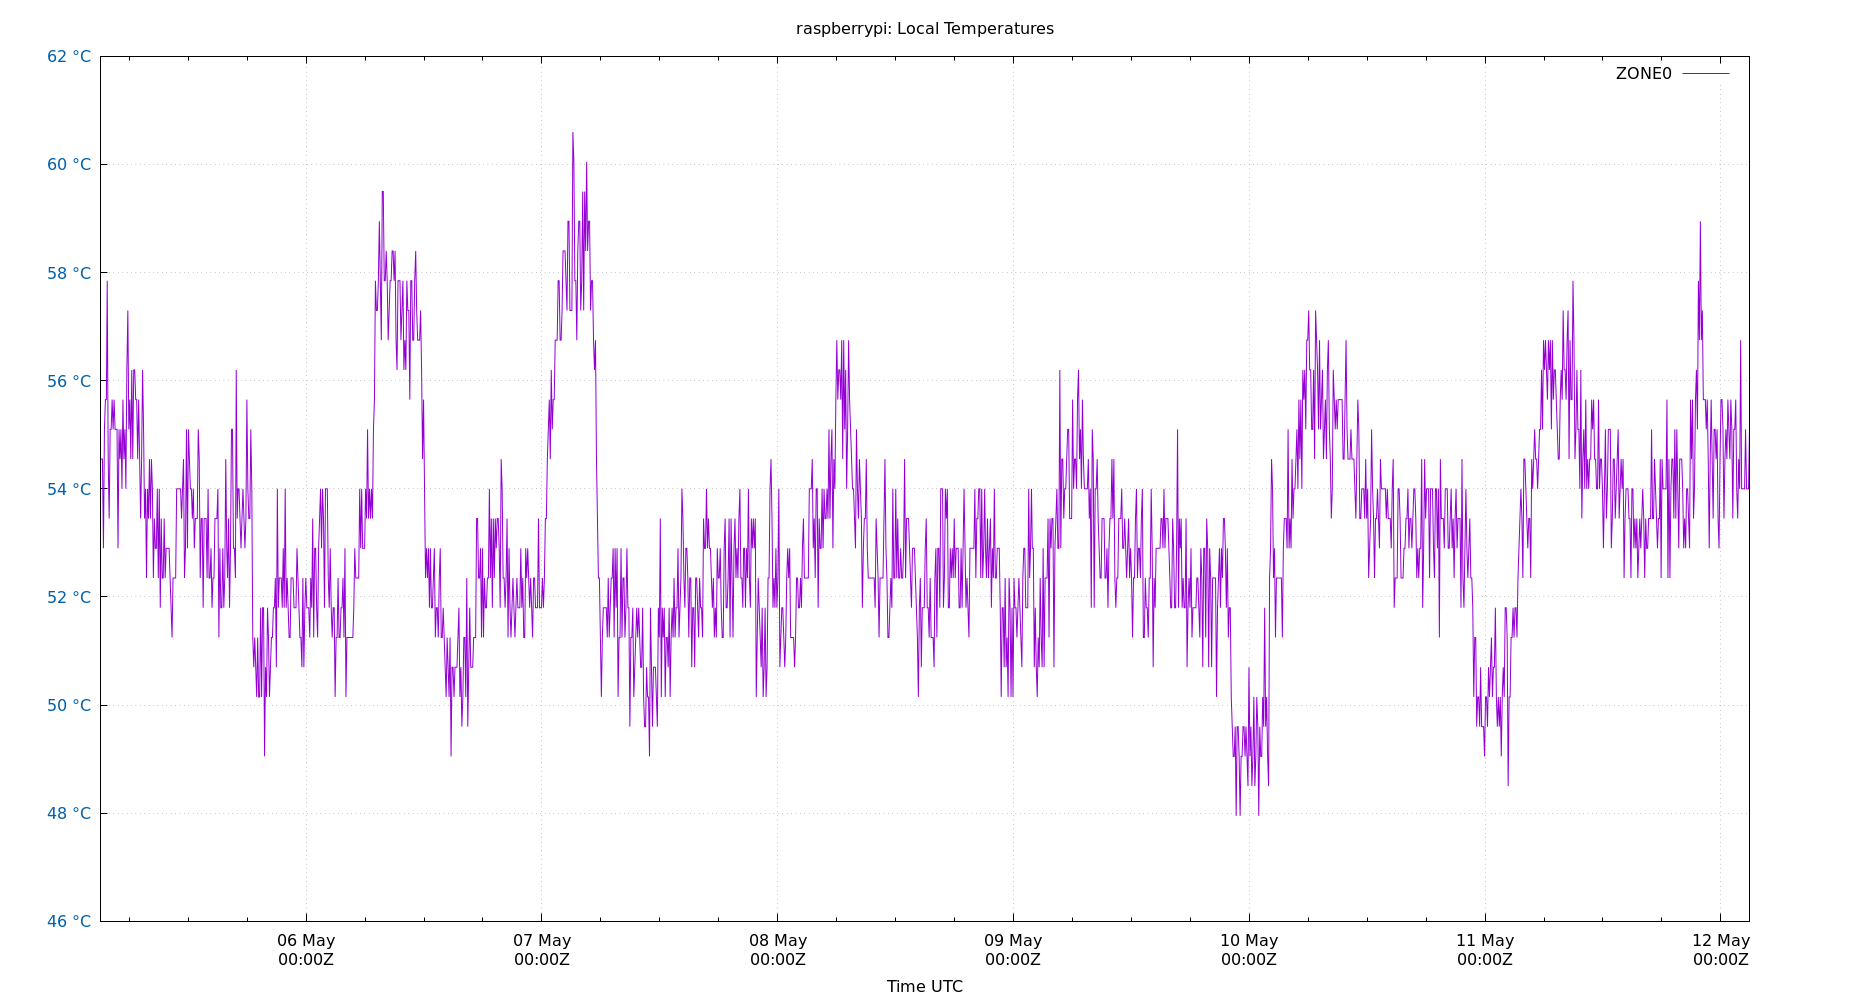 raspberrypi: Local Temperatures
62 °C
ZONE0
60 °C
58 °C
56 °C
54 °C
52 °C
50 °C
48 °C
46 °C
06 May 07 May 08 May 09 May 10 May 11 May 12 May
00:00Z 00:00Z 00:00Z 00:00Z 00:00Z 00:00Z 00:00Z
Time UTC